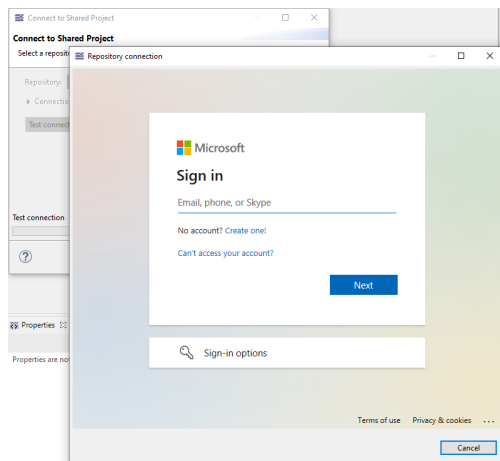 Connect to Shared Project
Connect to Shared Project
Select a reposit
Repository:
Connectio
Test connect
Test connection
Properties
Properties are not
Repository connection
Microsoft
Sign in
Email, phone, or Skype
No account? Create one!
Can't access your account?
Next
Sign-in options
Terms of use Privacy & cookies ...
Cancel